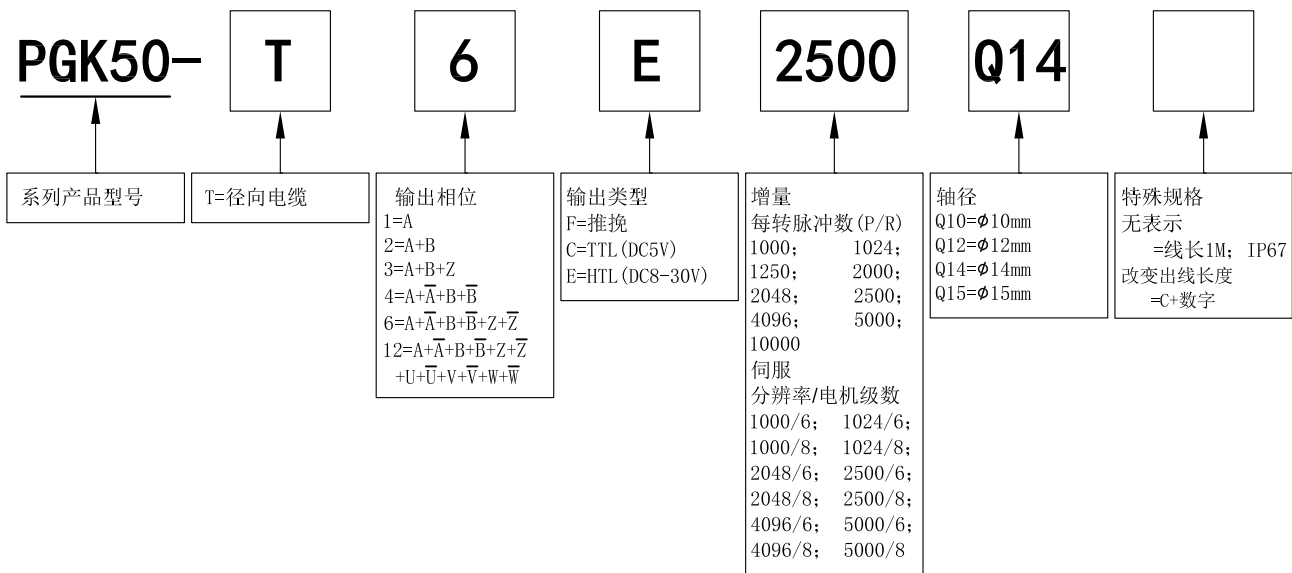 PGK50-
T
6
E
2500
Q14
系列产品型号
T=径向电缆
输出相位
1=A
2=A+B
3=A+B+Z
4=A+A̅+B+B̅
6=A+A̅+B+B̅+Z+Z̅
12=A+A̅+B+B̅+Z+Z̅
+U+U̅+V+V̅+W+W̅
输出类型
F=推挽
C=TTL(DC5V)
E=HTL(DC8-30V)
增量
每转脉冲数(P/R)
1000; 1024;
1250; 2000;
2048; 2500;
4096; 5000;
10000
伺服
分辨率/电机级数
1000/6; 1024/6;
1000/8; 1024/8;
2048/6; 2500/6;
2048/8; 2500/8;
4096/6; 5000/6;
4096/8; 5000/8
轴径
Q10=ϕ10mm
Q12=ϕ12mm
Q14=ϕ14mm
Q15=ϕ15mm
特殊规格
无表示
=线长1M; IP67
改变出线长度
=C+数字